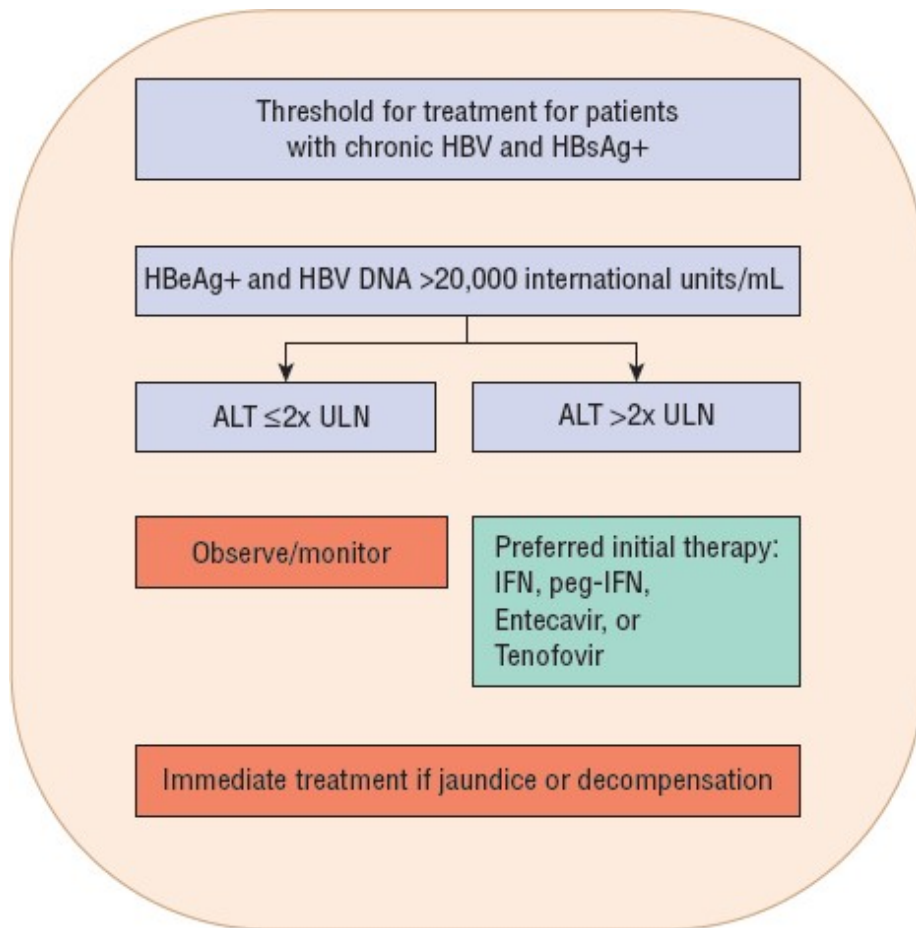 Threshold for treatment for patients
with chronic HBV and HBsAg+
HBeAg+ and HBV DNA >20,000 international units/mL
ALT ≤2x ULN
ALT >2x ULN
Observe/monitor
Preferred initial therapy:
IFN, peg-IFN,
Entecavir, or
Tenofovir
Immediate treatment if jaundice or decompensation